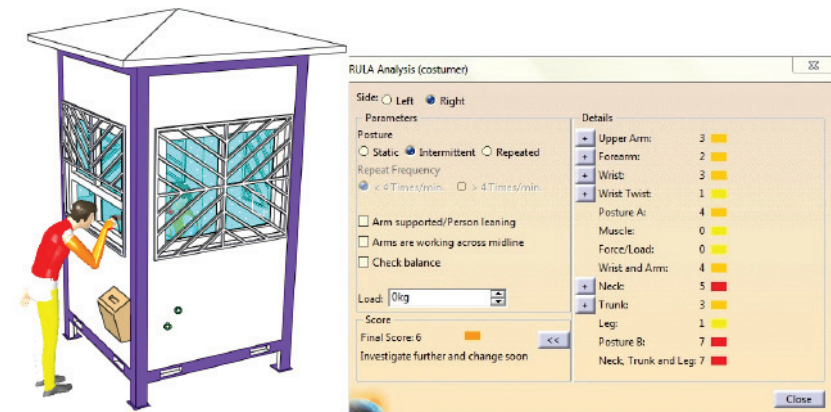 RULA Analysis (costumer)
Side: Left Right
Parameters
Posture
Static Intermittent Repeated
Repeat Frequency
< 4 Times/min. > 4 Times/min.
Arm supported/Person leaning
Arms are working across midline
Check balance
Load: 0kg
Score
Final Score: 6
<<
Investigate further and change soon
Details
+ Upper Arm: 3
+ Forearm: 2
+ Wrist: 3
+ Wrist Twist: 1
Posture A: 4
Muscle: 0
Force/Load: 0
Wrist and Arm: 4
+ Neck: 5
+ Trunk: 3
Leg: 1
Posture B: 7
Neck, Trunk and Leg: 7
Close